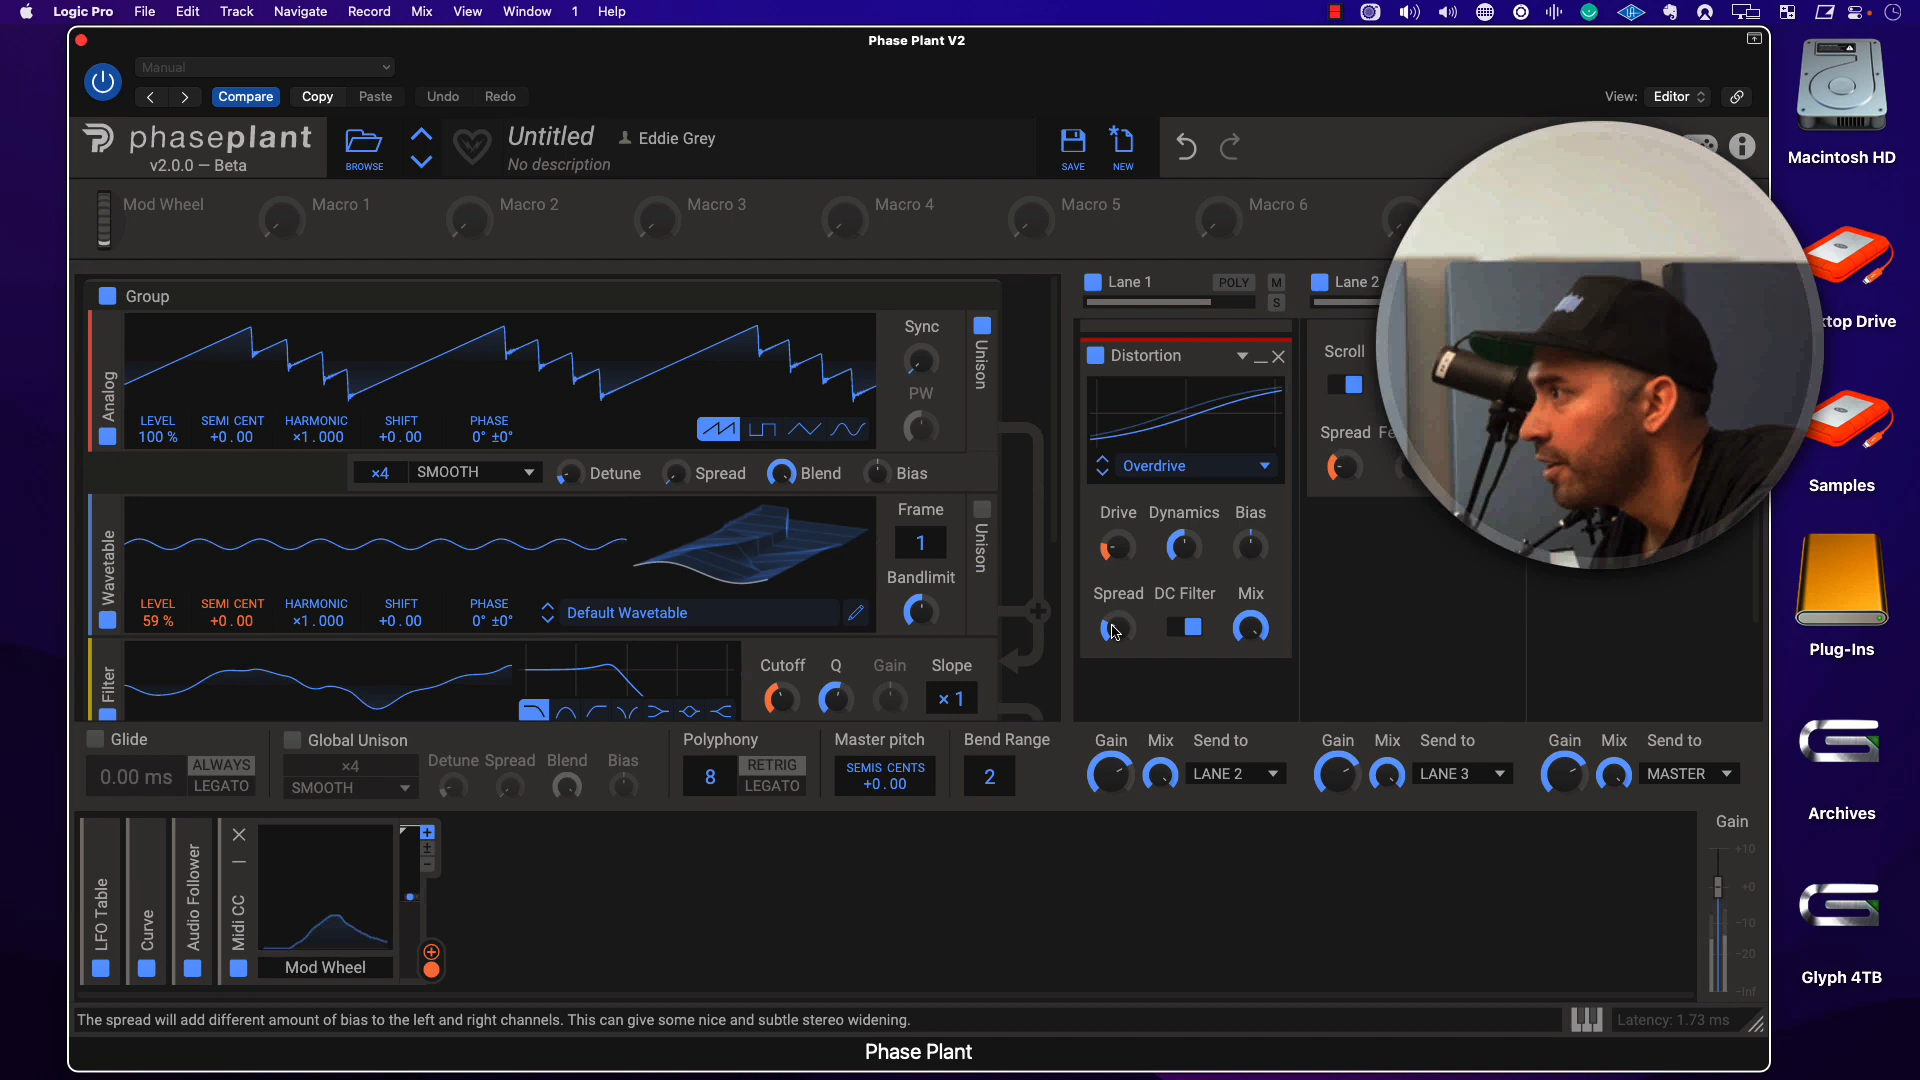 Logic Pro File Edit Track Navigate Record Mix View Window 1 Help
Phase Plant V2
Manual
Compare Copy Paste Undo Redo
View: Editor
phaseplant
v2.0.0 — Beta
BROWSE
Untitled Eddie Grey
No description
SAVE
NEW
Mod Wheel Macro 1 Macro 2 Macro 3 Macro 4 Macro 5 Macro 6
Group
Analog
LEVEL SEMI CENT HARMONIC SHIFT PHASE
100 % +0.00 ×1.000 +0.00 0° ±0°
Sync
PW
Unison
×4 SMOOTH Detune Spread Blend Bias
Wavetable
LEVEL SEMI CENT HARMONIC SHIFT PHASE
59 % +0.00 ×1.000 +0.00 0° ±0°
Default Wavetable
Frame
1
Bandlimit
Unison
Filter
Cutoff Q Gain Slope
× 1
Lane 1 POLY M
S
Lane 2
Distortion
Overdrive
Drive Dynamics Bias
Spread DC Filter Mix
Scroll
Spread Fe
Glide
0.00 ms
ALWAYS
LEGATO
Global Unison
×4
SMOOTH
Detune Spread Blend Bias
Polyphony
8
RETRIG
LEGATO
Master pitch
SEMIS CENTS
+0.00
Bend Range
2
Gain Mix Send to
LANE 2
Gain Mix Send to
LANE 3
Gain Mix Send to
MASTER
LFO Table
Curve
Audio Follower
Midi CC
Mod Wheel
Gain
+10
+0
-10
-20
-Inf
The spread will add different amount of bias to the left and right channels. This can give some nice and subtle stereo widening.
Latency: 1.73 ms
Phase Plant
Macintosh HD
ktop Drive
Samples
Plug-Ins
Archives
Glyph 4TB